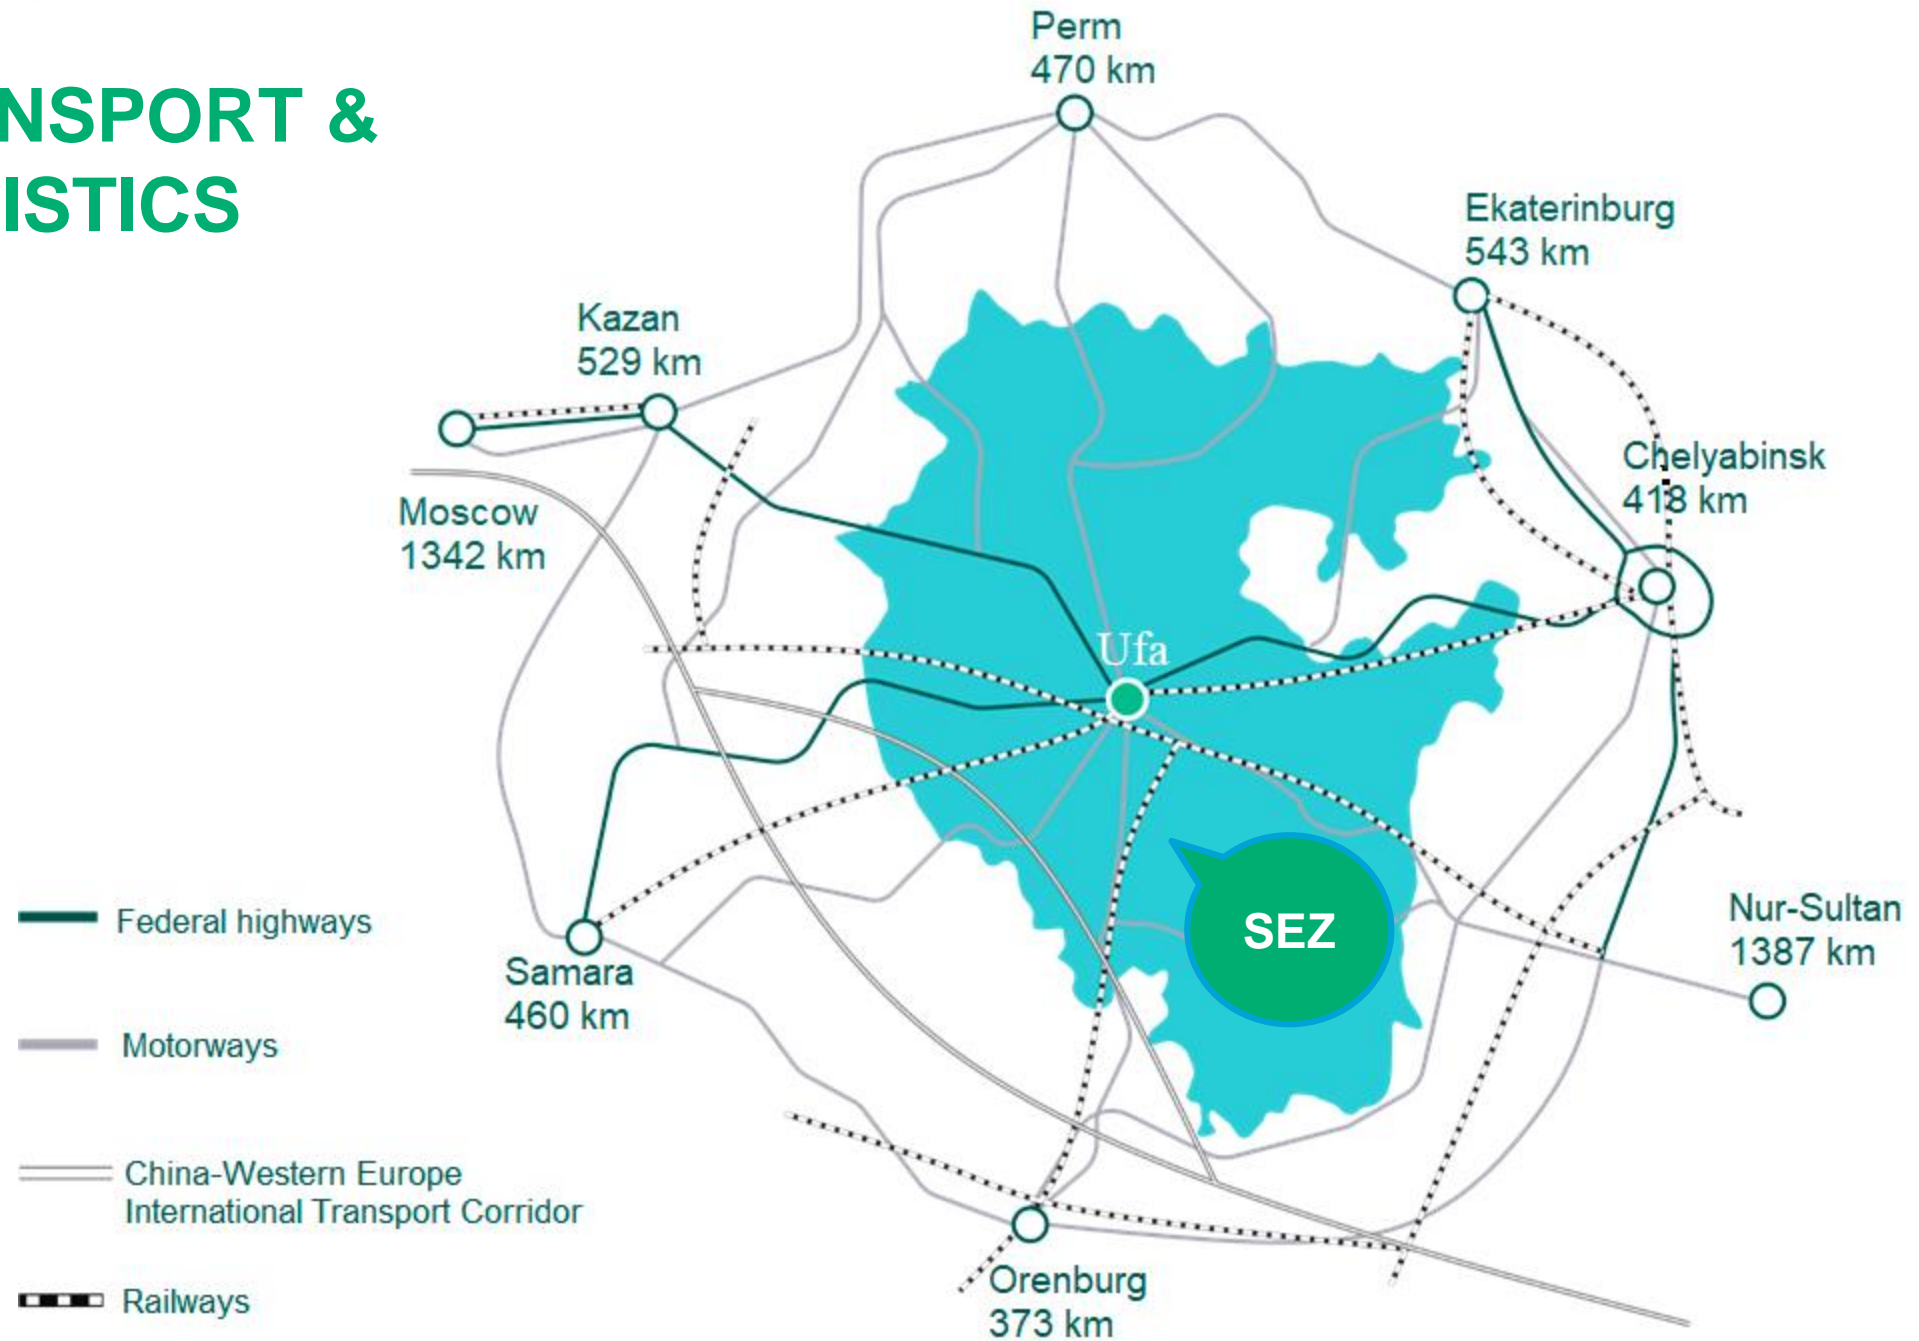 NSPORT &
ISTICS
Perm
470 km
Ekaterinburg
543 km
Kazan
529 km
Chelyabinsk
418 km
Moscow
1342 km
Ufa
SEZ
Nur-Sultan
1387 km
Samara
460 km
Orenburg
373 km
Federal highways
Motorways
China-Western Europe
International Transport Corridor
Railways